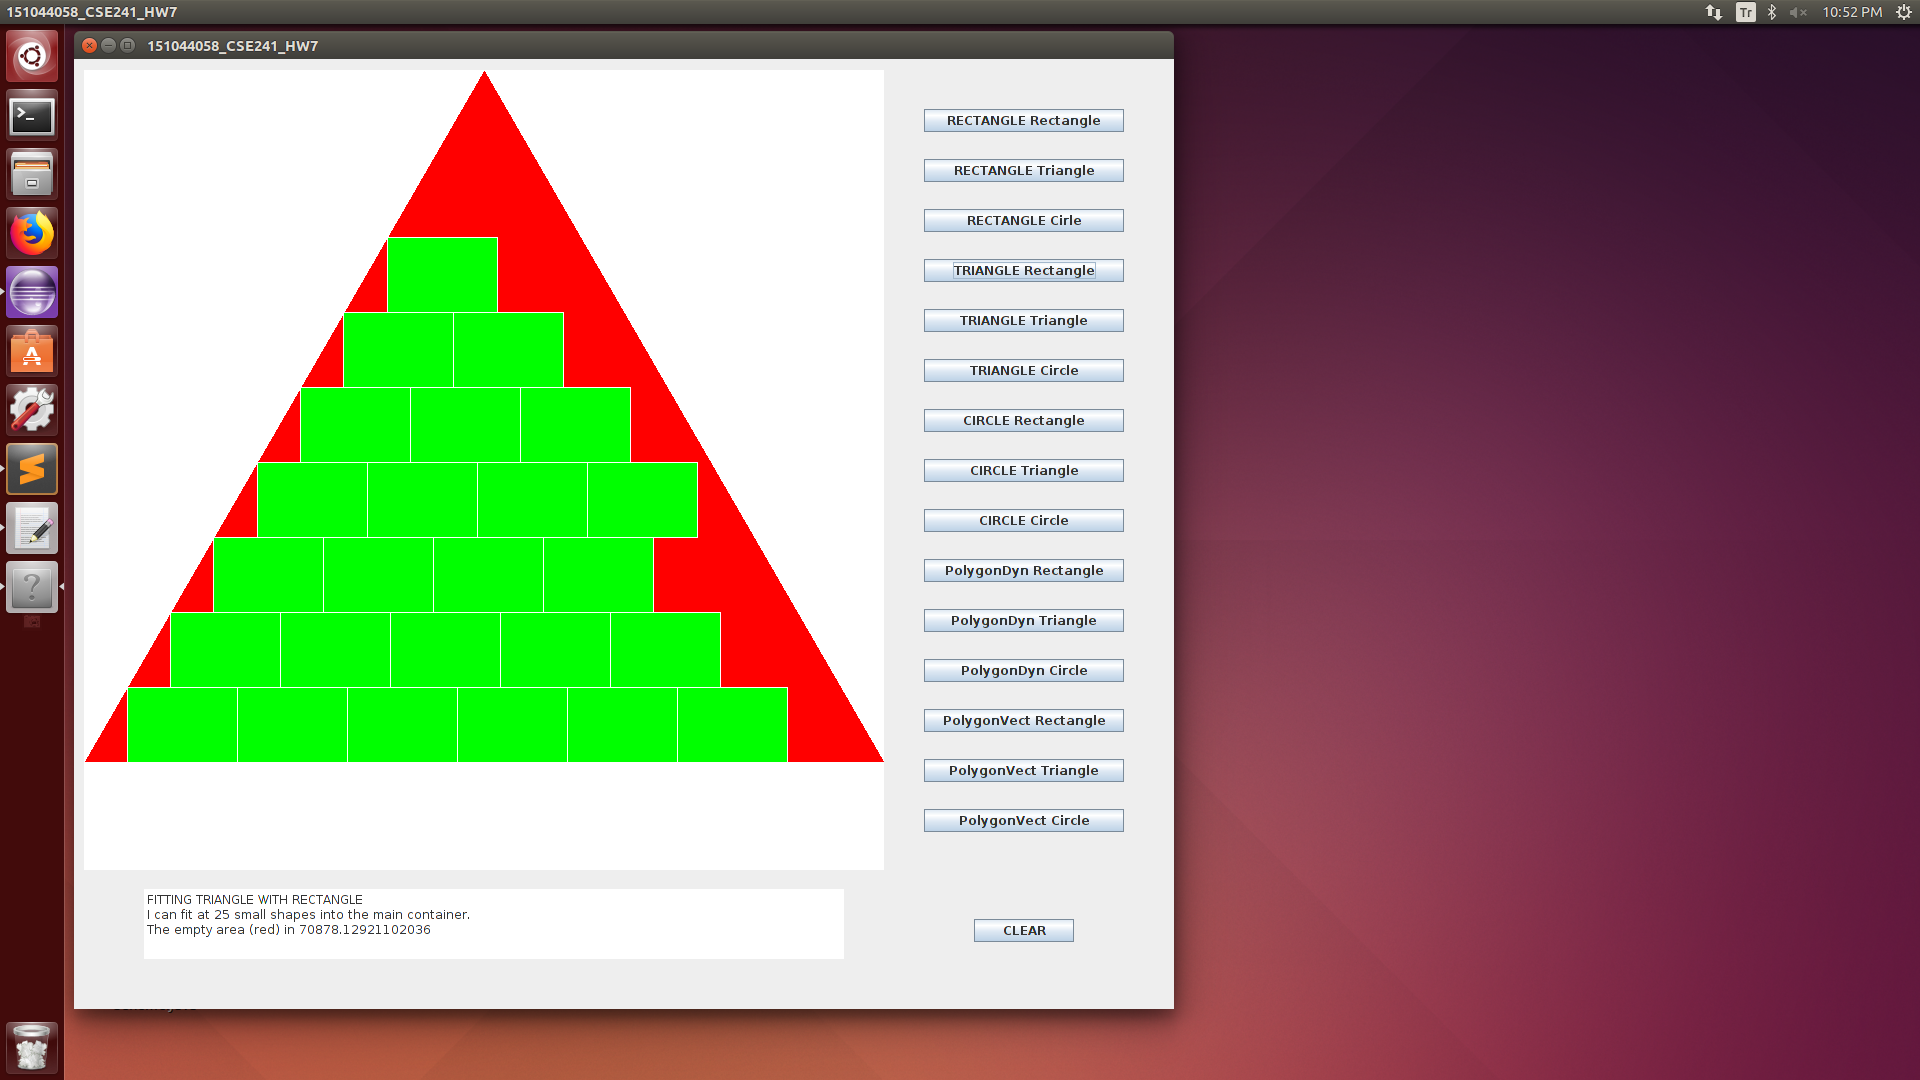 151044058_CSE241_HW7
Tr
10:52 PM
151044058_CSE241_HW7
RECTANGLE Rectangle
RECTANGLE Triangle
RECTANGLE Cirle
TRIANGLE Rectangle
TRIANGLE Triangle
TRIANGLE Circle
CIRCLE Rectangle
CIRCLE Triangle
CIRCLE Circle
PolygonDyn Rectangle
PolygonDyn Triangle
PolygonDyn Circle
PolygonVect Rectangle
PolygonVect Triangle
PolygonVect Circle
FITTING TRIANGLE WITH RECTANGLE
I can fit at 25 small shapes into the main container.
The empty area (red) in 70878.12921102036
CLEAR